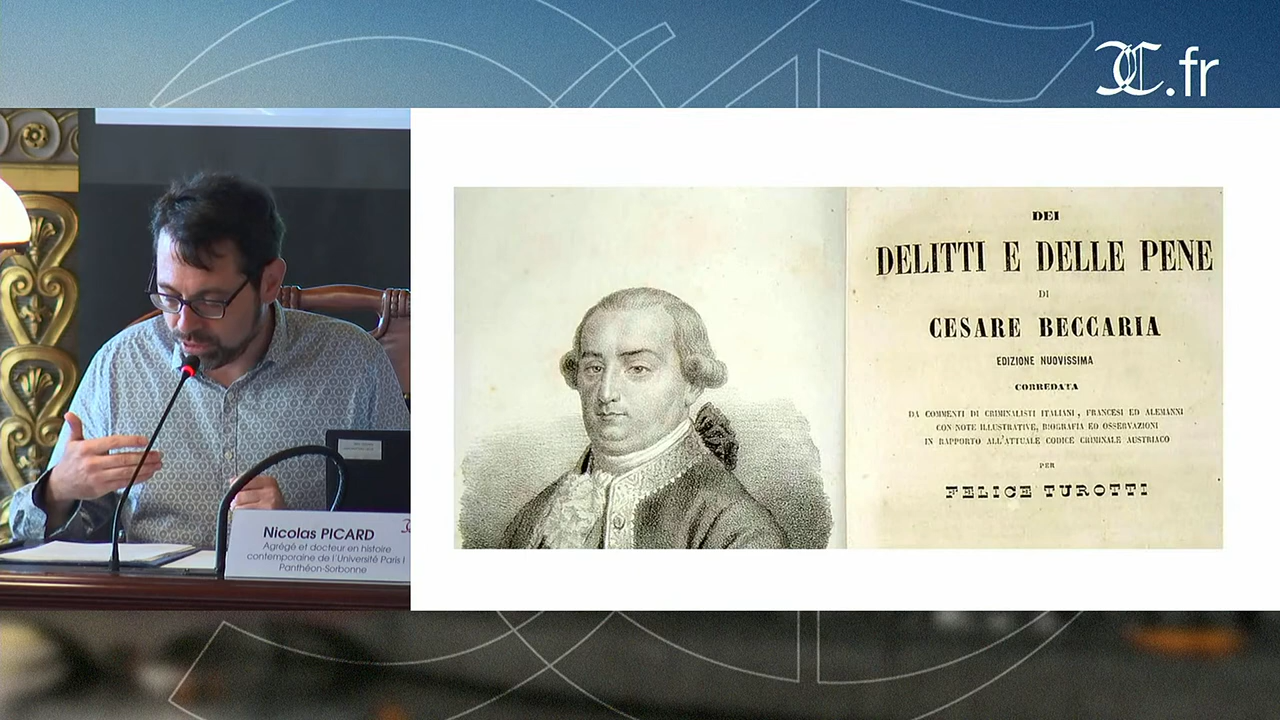 CC.fr
Nicolas PICARD
Agrégé et docteur en histoire
contemporaine de l'Université Paris I
Panthéon-Sorbonne
DEI
DELITTI E DELLE PENE
DI
CESARE BECCARIA
EDIZIONE NUOVISSIMA
CORREDATA
DA COMMENTI DI CRIMINALISTI ITALIANI, FRANCESI ED ALEMANNI
CON NOTE ILLUSTRATIVE, BIOGRAFIA ED OSSERVAZIONI
IN RAPPORTO ALL'ATTUALE CODICE CRIMINALE AUSTRIACO
PER
FELICE TUROTTI